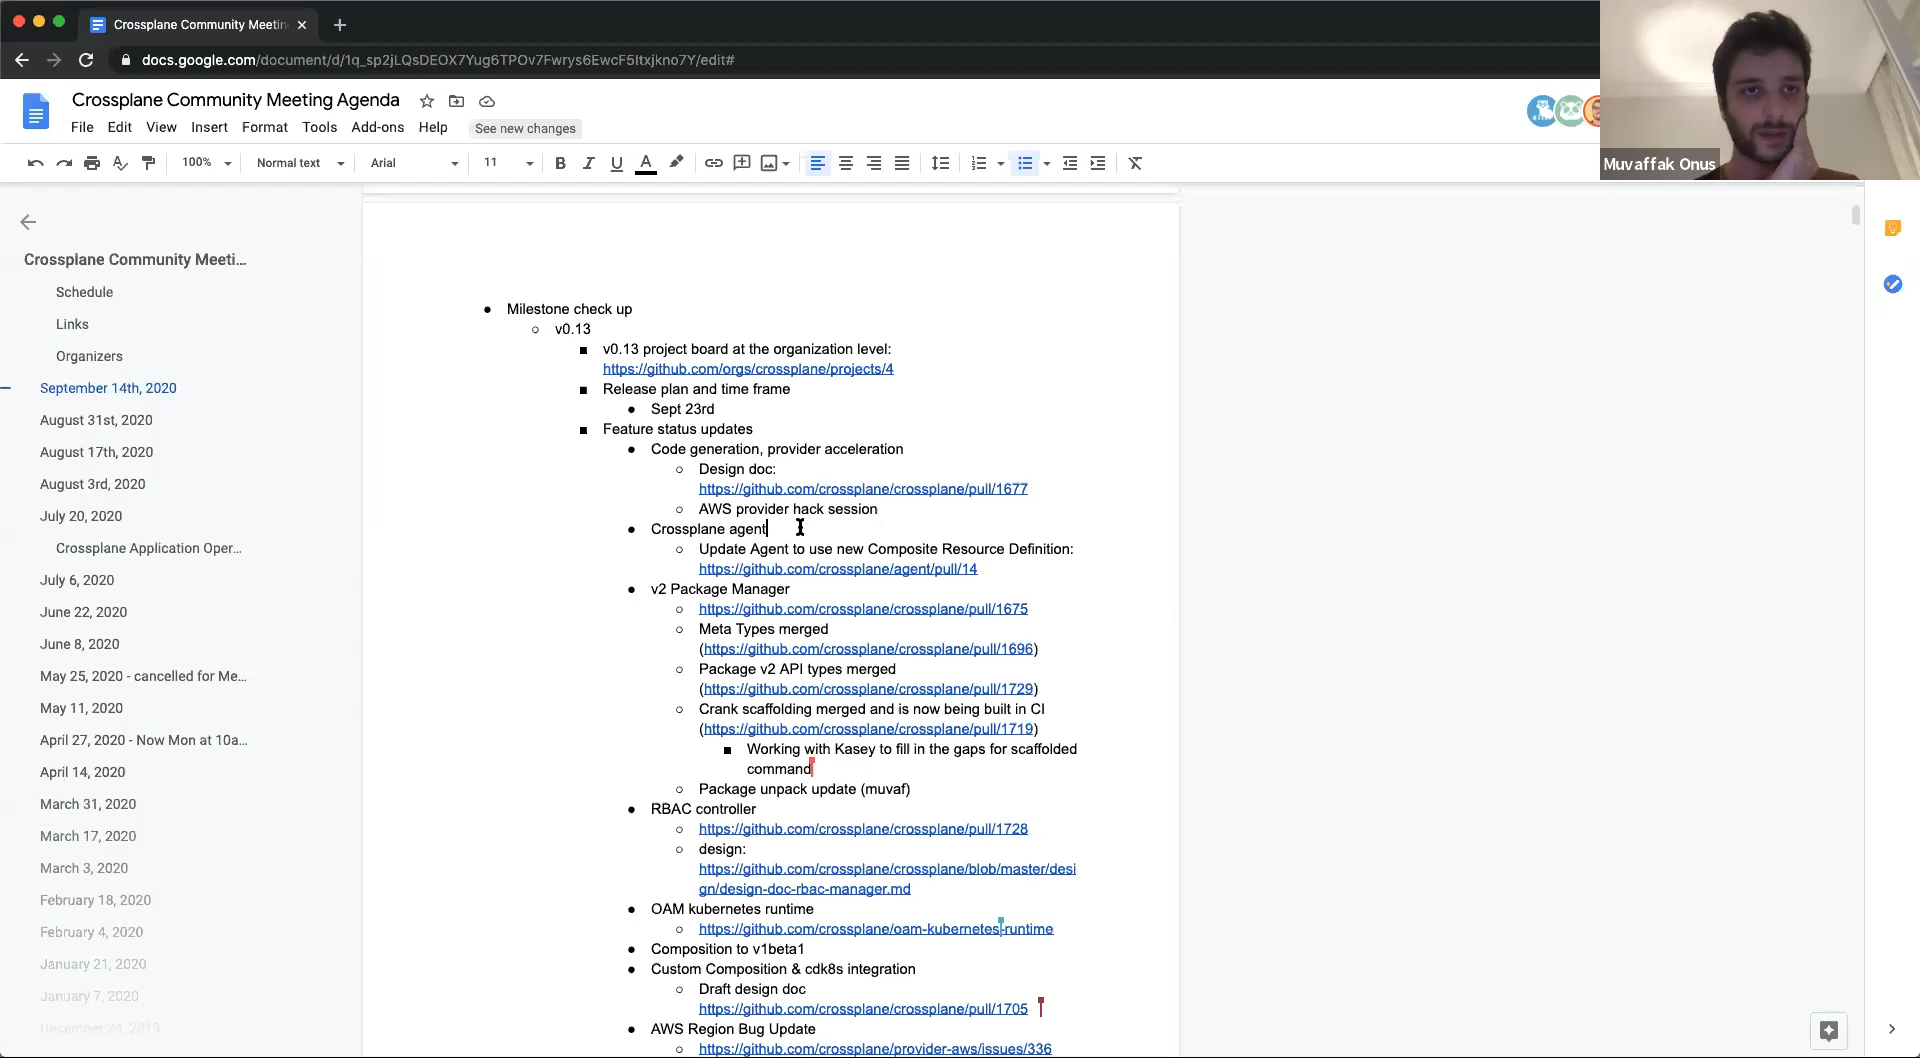 Crossplane Community Meetin
docs.google.com/document/d/1q_sp2jLQsDEOX7Yug6TPOv7Fwrys6EwcF5ltxjkno7Y/edit#
Crossplane Community Meeting Agenda
File Edit View Insert Format Tools Add-ons Help See new changes
100% Normal text Arial 11
Muvaffak Onus
Crossplane Community Meeti...
Schedule
Links
Organizers
September 14th, 2020
August 31st, 2020
August 17th, 2020
August 3rd, 2020
July 20, 2020
Crossplane Application Oper...
July 6, 2020
June 22, 2020
June 8, 2020
May 25, 2020 - cancelled for Me...
May 11, 2020
April 27, 2020 - Now Mon at 10a...
April 14, 2020
March 31, 2020
March 17, 2020
March 3, 2020
February 18, 2020
February 4, 2020
January 21, 2020
January 7, 2020
December 24, 2019
Milestone check up
v0.13
v0.13 project board at the organization level:
https://github.com/orgs/crossplane/projects/4
Release plan and time frame
Sept 23rd
Feature status updates
Code generation, provider acceleration
Design doc:
https://github.com/crossplane/crossplane/pull/1677
AWS provider hack session
Crossplane agent
Update Agent to use new Composite Resource Definition:
https://github.com/crossplane/agent/pull/14
v2 Package Manager
https://github.com/crossplane/crossplane/pull/1675
Meta Types merged
(https://github.com/crossplane/crossplane/pull/1696)
Package v2 API types merged
(https://github.com/crossplane/crossplane/pull/1729)
Crank scaffolding merged and is now being built in CI
(https://github.com/crossplane/crossplane/pull/1719)
Working with Kasey to fill in the gaps for scaffolded
command
Package unpack update (muvaf)
RBAC controller
https://github.com/crossplane/crossplane/pull/1728
design:
https://github.com/crossplane/crossplane/blob/master/desi
gn/design-doc-rbac-manager.md
OAM kubernetes runtime
https://github.com/crossplane/oam-kubernetes-runtime
Composition to v1beta1
Custom Composition & cdk8s integration
Draft design doc
https://github.com/crossplane/crossplane/pull/1705
AWS Region Bug Update
https://github.com/crossplane/provider-aws/issues/336